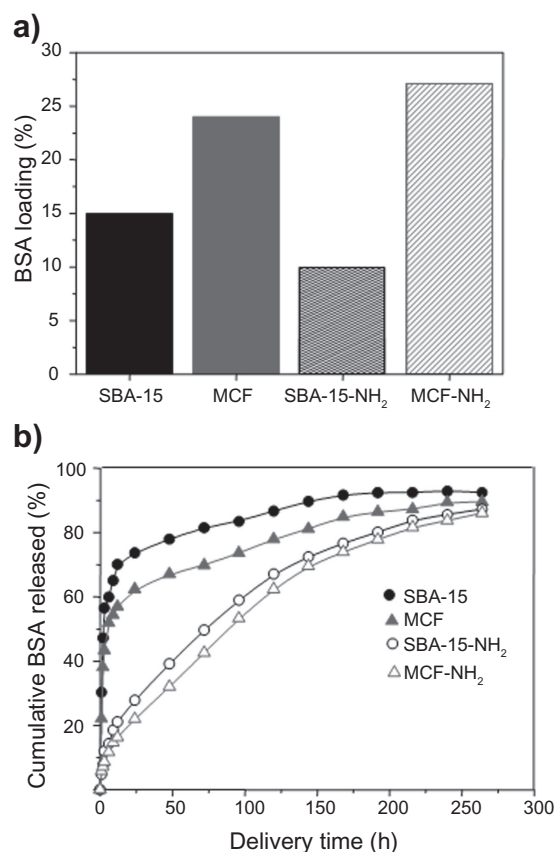 a)
BSA loading (%)
30
25
20
15
10
5
0
SBA-15 MCF SBA-15-NH₂ MCF-NH₂
b)
Cumulative BSA released (%)
100
80
60
40
20
SBA-15
MCF
SBA-15-NH₂
MCF-NH₂
0 50 100 150 200 250 300
Delivery time (h)